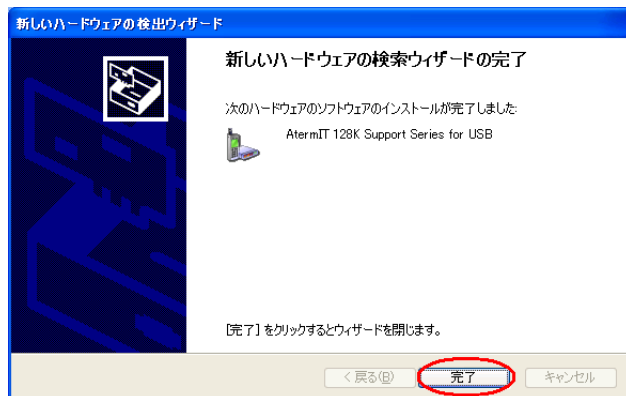 新しいハードウェアの検出ウィザード
新しいハードウェアの検索ウィザードの完了
次のハードウェアのソフトウェアのインストールが完了しました:
AtermIT 128K Support Series for USB
[完了] をクリックするとウィザードを閉じます。
< 戻る(B) 完了 キャンセル